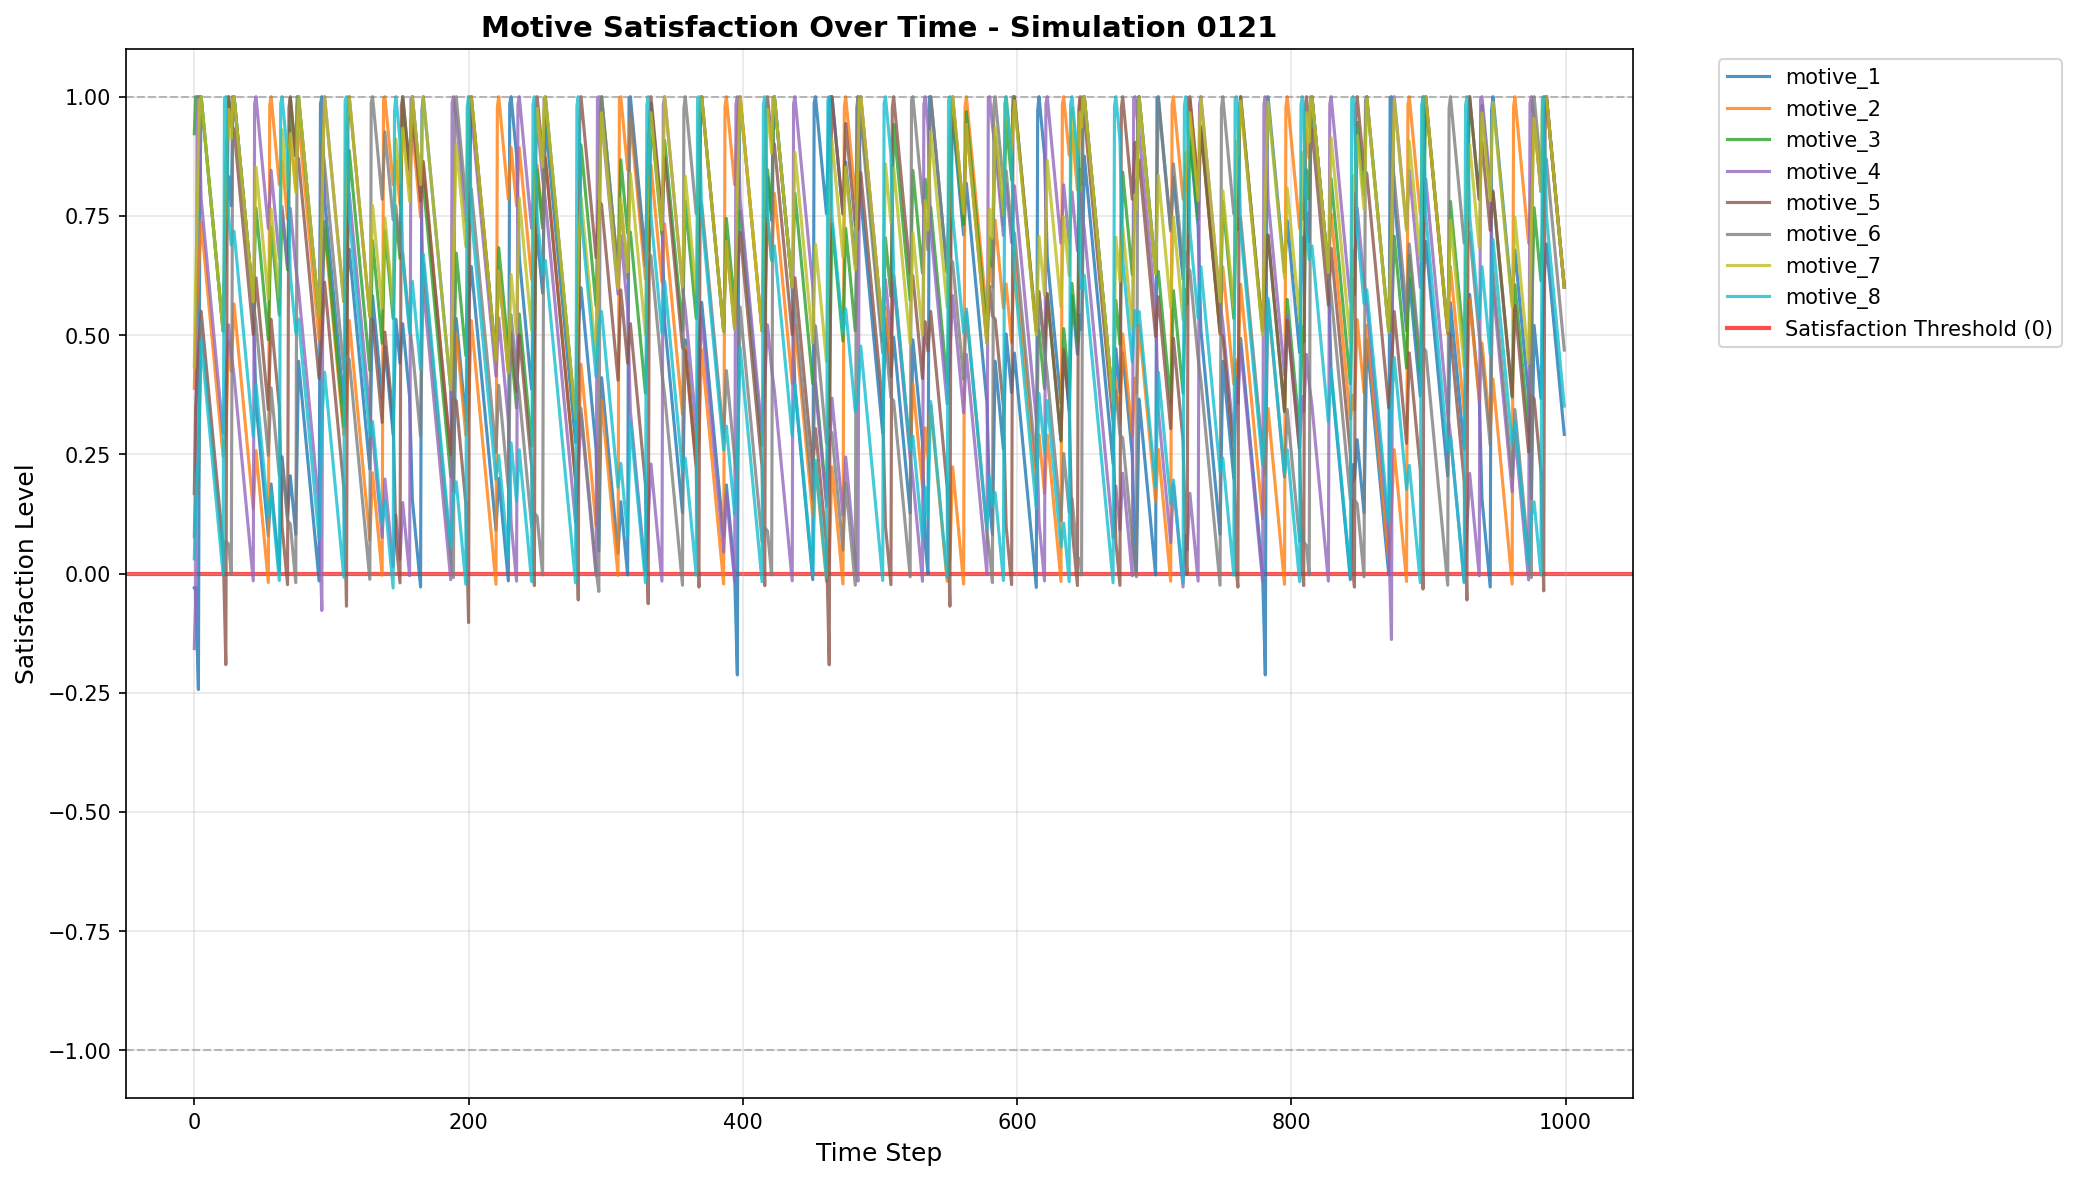 Motive Satisfaction Over Time - Simulation 0121
1.00
0.75
0.50
0.25
0.00
−0.25
−0.50
−0.75
−1.00
Satisfaction Level
0
200
400
600
800
1000
Time Step
motive_1
motive_2
motive_3
motive_4
motive_5
motive_6
motive_7
motive_8
Satisfaction Threshold (0)